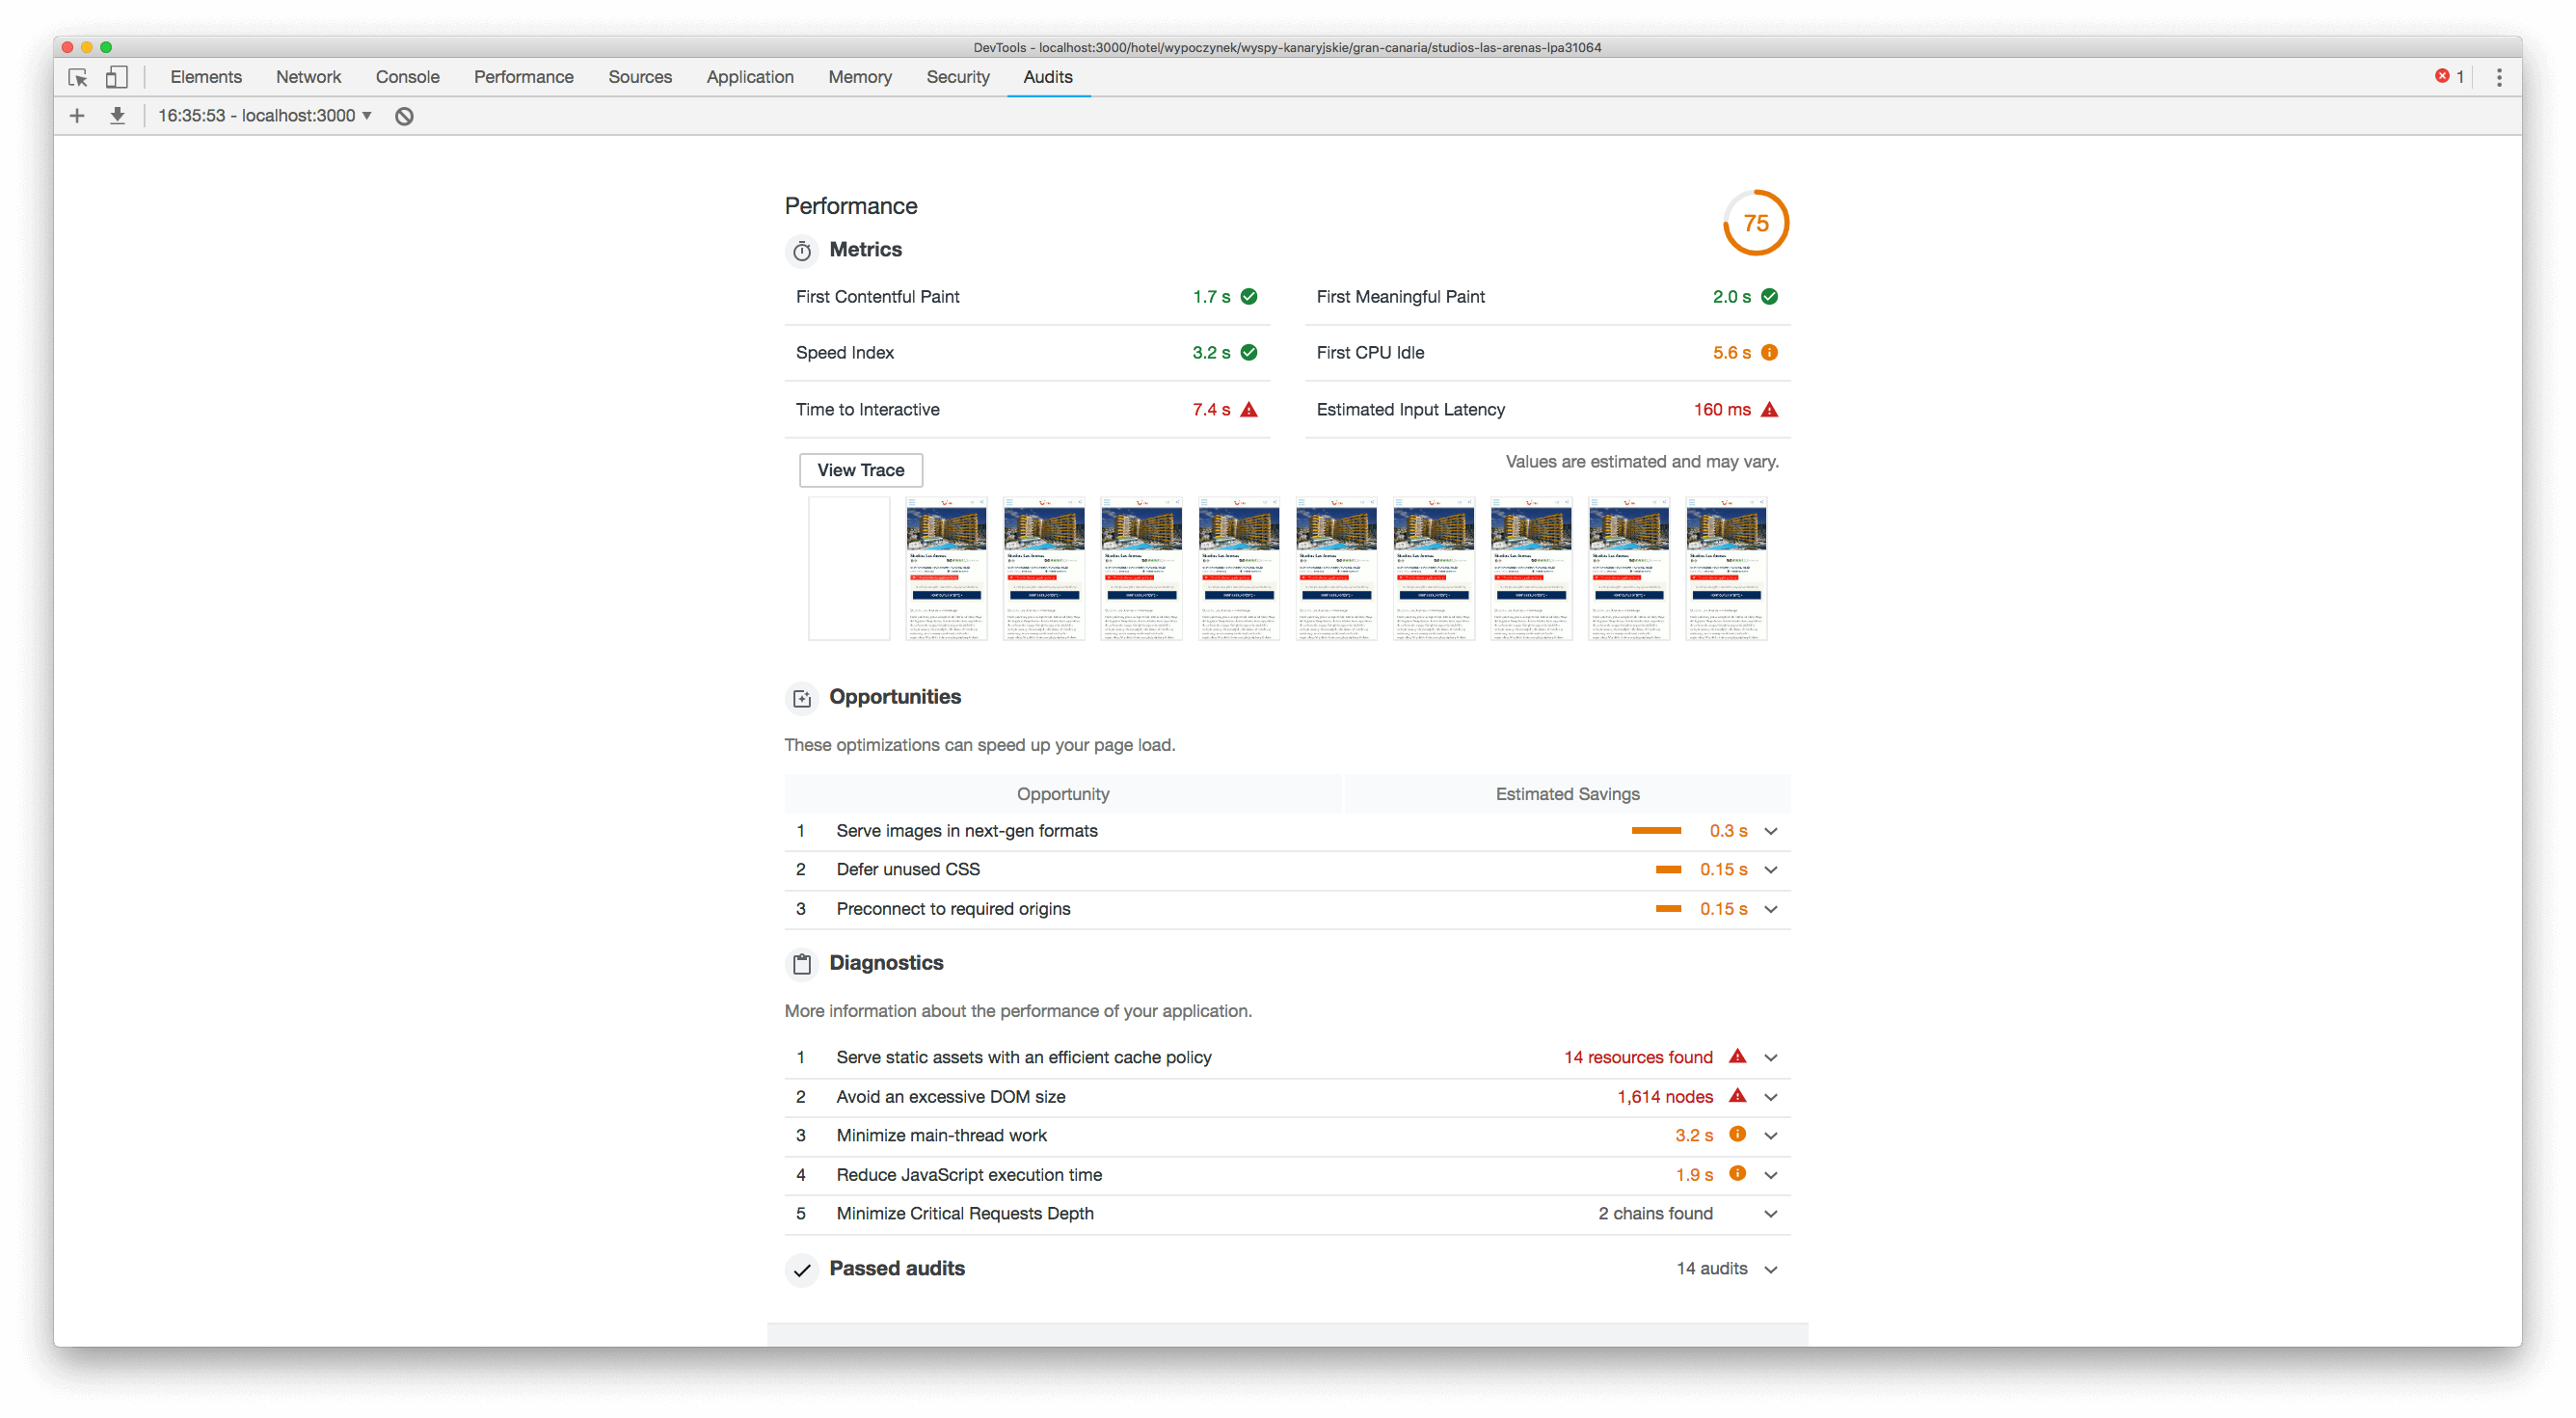 DevTools - localhost:3000/hotel/wypoczynek/wyspy-kanaryjskie/gran-canaria/studios-las-arenas-lpa31064
Elements Network Console Performance Sources Application Memory Security Audits 1
16:35:53 - localhost:3000
Performance
75
Metrics
First Contentful Paint 1.7 s First Meaningful Paint 2.0 s
Speed Index 3.2 s First CPU Idle 5.6 s
Time to Interactive 7.4 s Estimated Input Latency 160 ms
View Trace Values are estimated and may vary.
Studios Las Arenas
Opportunities
These optimizations can speed up your page load.
Opportunity Estimated Savings
1 Serve images in next-gen formats 0.3 s
2 Defer unused CSS 0.15 s
3 Preconnect to required origins 0.15 s
Diagnostics
More information about the performance of your application.
1 Serve static assets with an efficient cache policy 14 resources found
2 Avoid an excessive DOM size 1,614 nodes
3 Minimize main-thread work 3.2 s
4 Reduce JavaScript execution time 1.9 s
5 Minimize Critical Requests Depth 2 chains found
Passed audits 14 audits